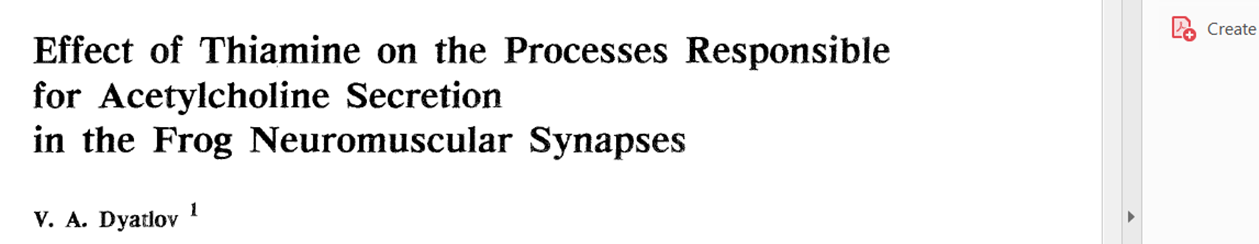 Effect of Thiamine on the Processes Responsible
for Acetylcholine Secretion
in the Frog Neuromuscular Synapses
V. A. Dyatlov 1
Create